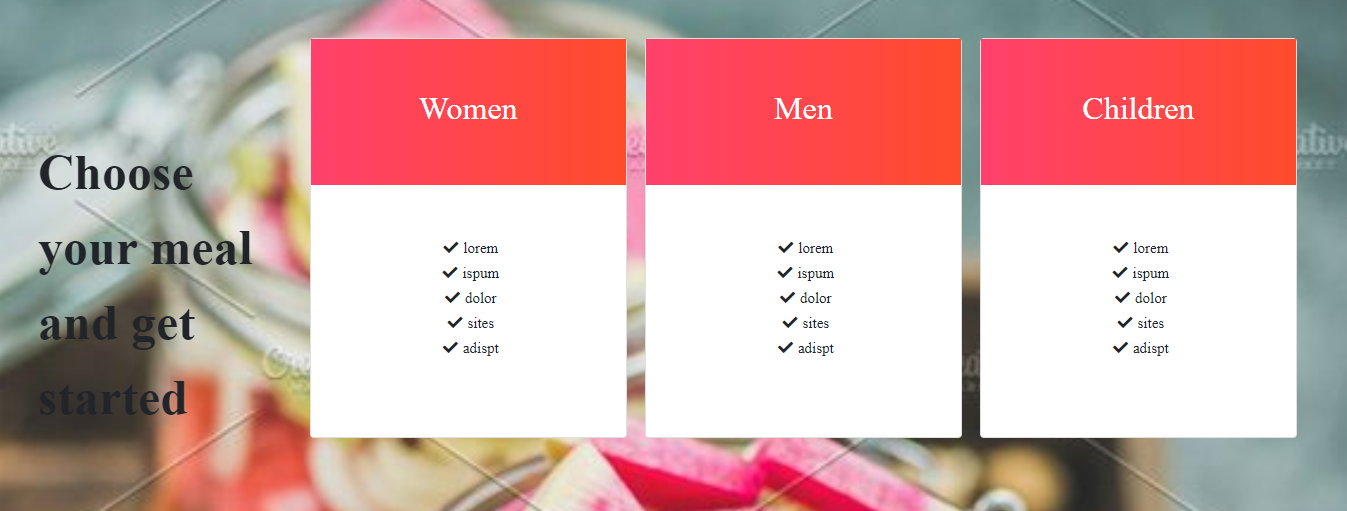 Choose
your meal
and get
started
Women
lorem
ispum
dolor
sites
adispt
Men
lorem
ispum
dolor
sites
adispt
Children
lorem
ispum
dolor
sites
adispt